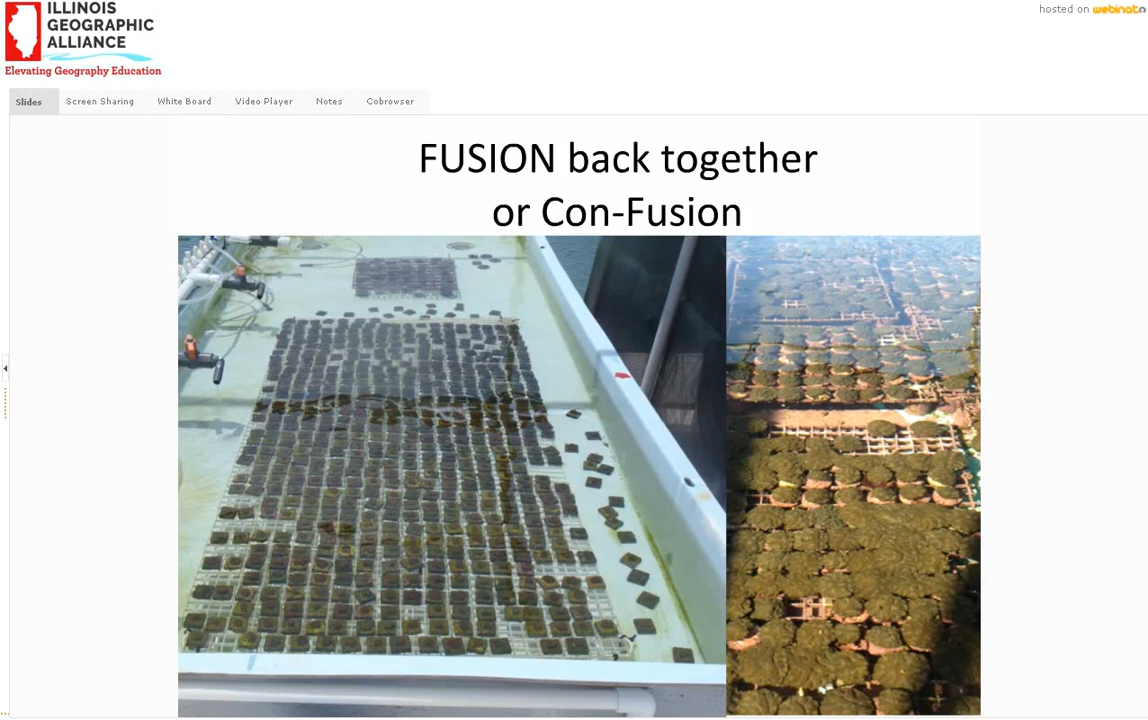 ILLINOIS
GEOGRAPHIC
ALLIANCE
Elevating Geography Education
hosted on webinato
Slides
Screen Sharing
White Board
Video Player
Notes
Cobrowser
FUSION back together
or Con-Fusion